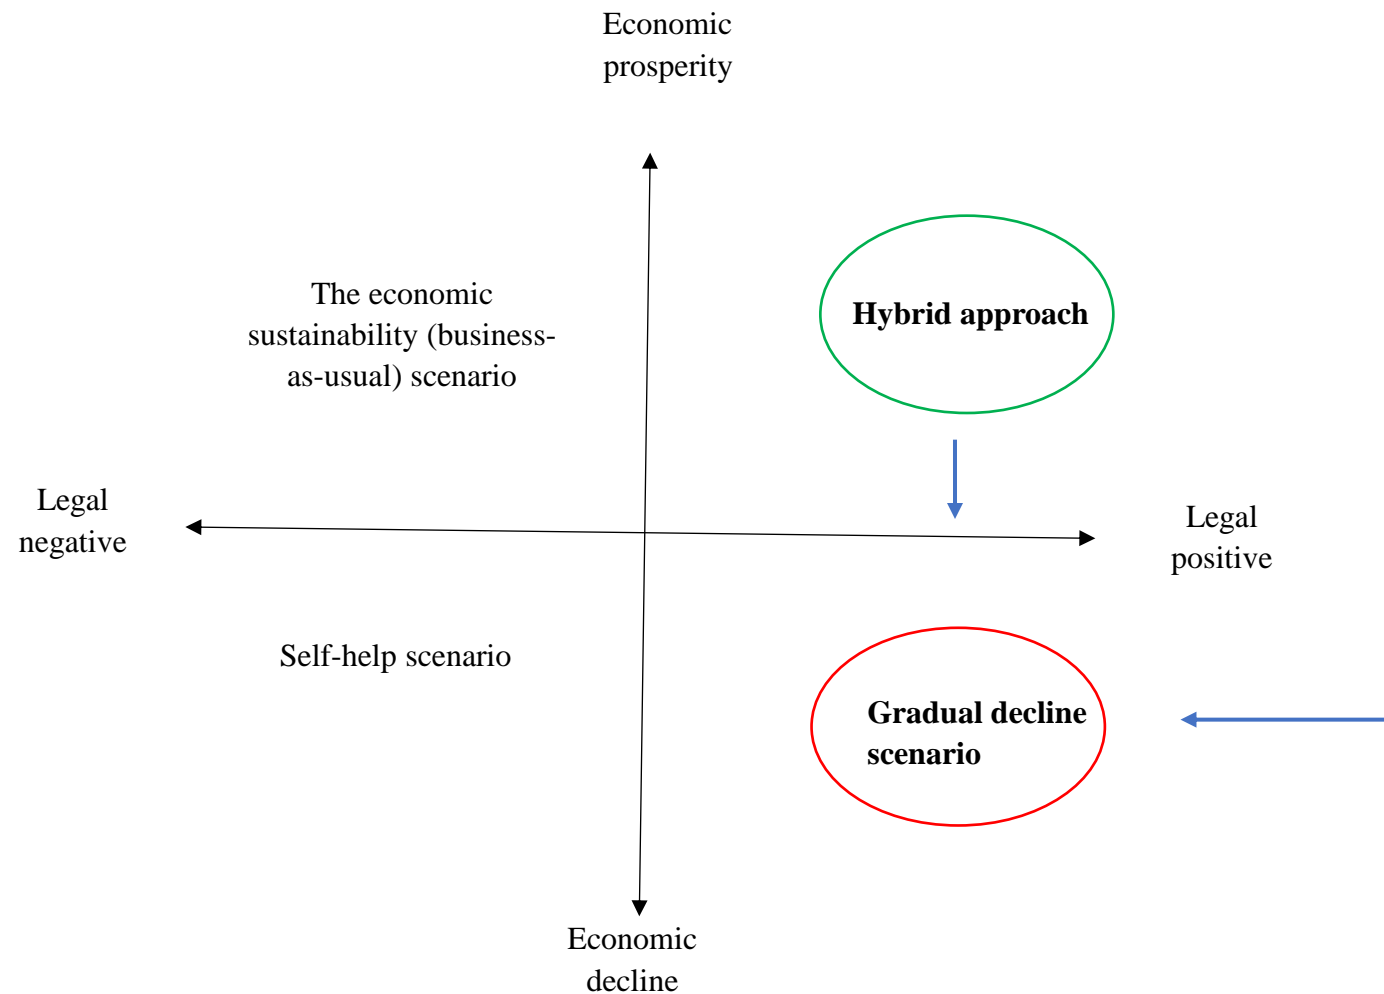 Economic
prosperity
The economic
sustainability (business-
as-usual) scenario
Hybrid approach
Legal
negative
Legal
positive
Self-help scenario
Gradual decline
scenario
Economic
decline